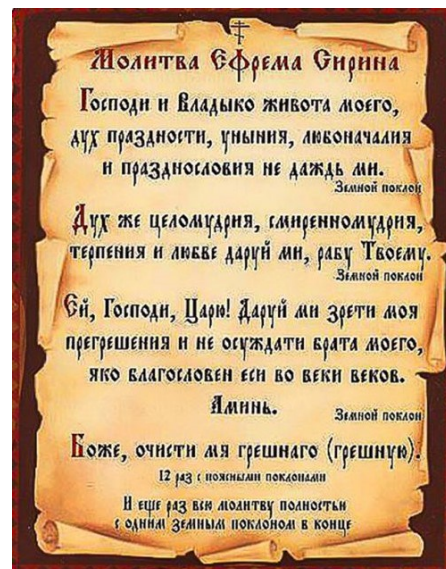 Молитва Ефрема Сирина
Господи и Владыко живота моего,
дух праздности, уныния, любоначалия
и празднословия не даждь ми.
Земной поклон
Дух же целомудрия, смиренномудрия,
терпения и любве даруй ми, рабу Твоему.
Земной поклон
Ей, Господи, Царю! Даруй ми зрети моя
прегрешения и не осуждати брата моего,
яко благословен еси во веки веков.
Аминь.
Земной поклон
Боже, очисти мя грешнаго (грешную).
12 раз с поясными поклонами
И еще раз всю молитву полностьи
с одним земным поклоном в конце